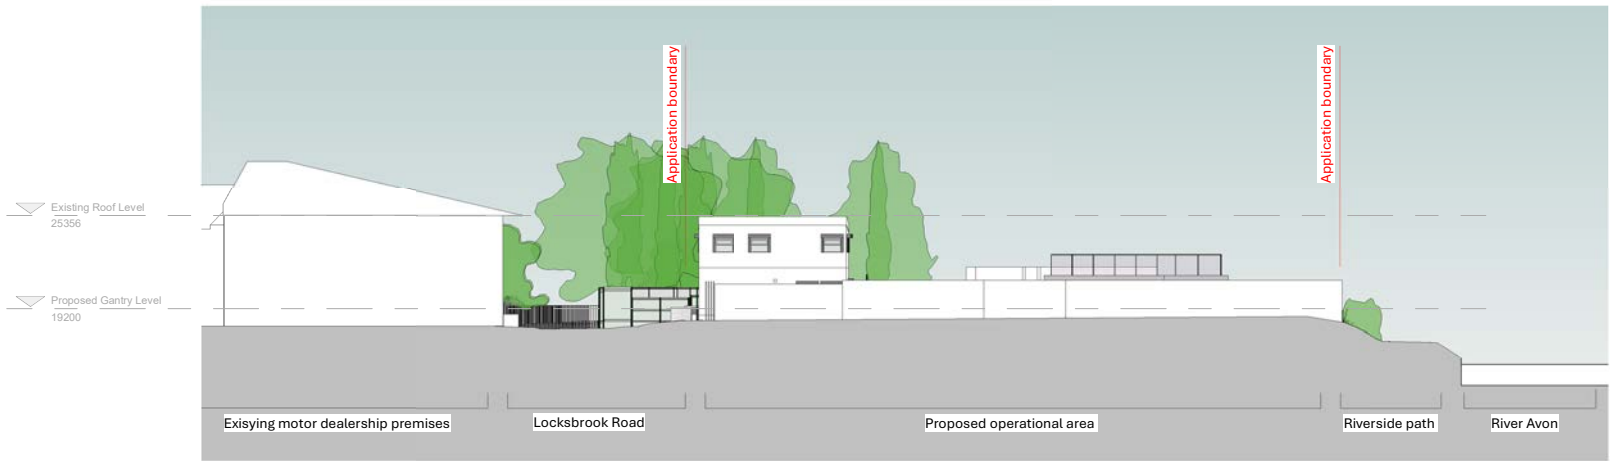 Application boundary
Application boundary
Existing Roof Level
25356
Proposed Gantry Level
19200
Exisying motor dealership premises
Locksbrook Road
Proposed operational area
Riverside path
River Avon